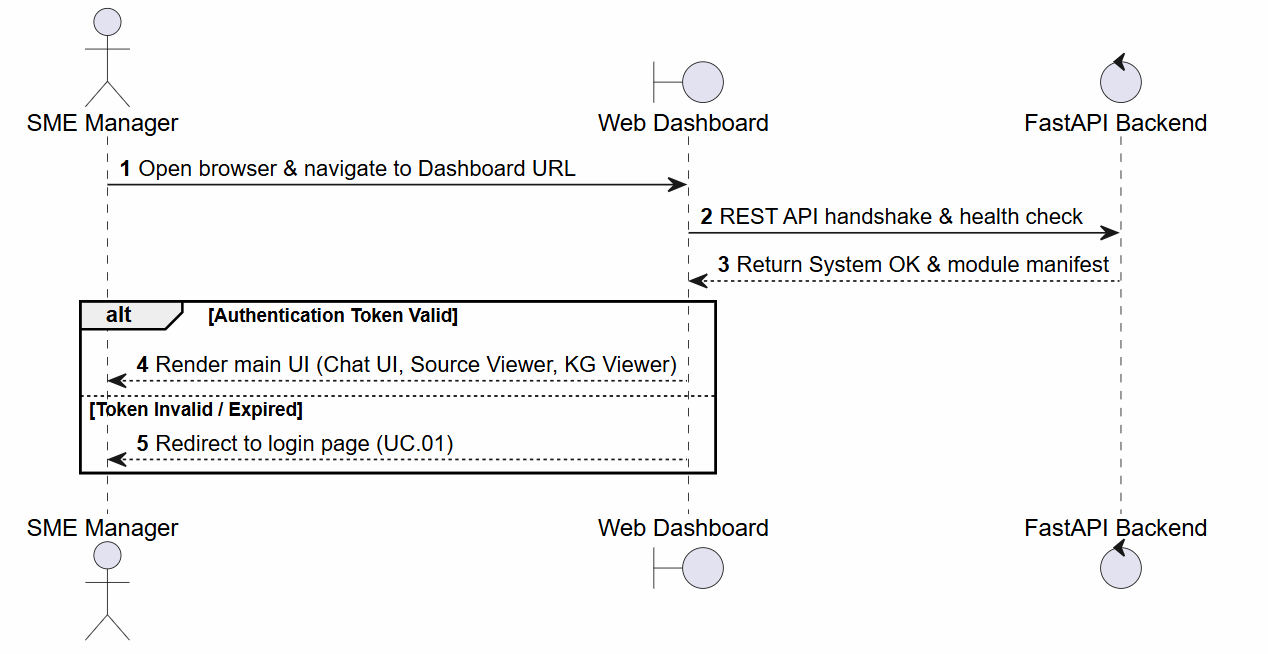 SME Manager
Web Dashboard
FastAPI Backend
1 Open browser & navigate to Dashboard URL
2 REST API handshake & health check
3 Return System OK & module manifest
alt [Authentication Token Valid]
4 Render main UI (Chat UI, Source Viewer, KG Viewer)
[Token Invalid / Expired]
5 Redirect to login page (UC.01)
SME Manager
Web Dashboard
FastAPI Backend